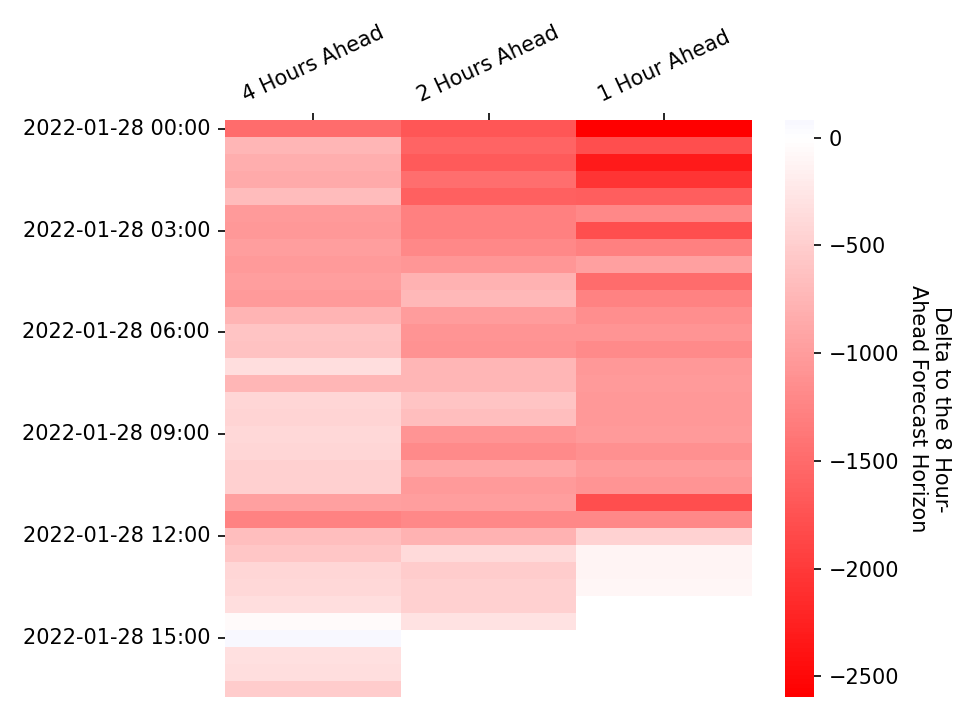 4 Hours Ahead
2 Hours Ahead
1 Hour Ahead
2022-01-28 00:00
2022-01-28 03:00
2022-01-28 06:00
2022-01-28 09:00
2022-01-28 12:00
2022-01-28 15:00
0
−500
−1000
−1500
−2000
−2500
Delta to the 8 Hour-
Ahead Forecast Horizon